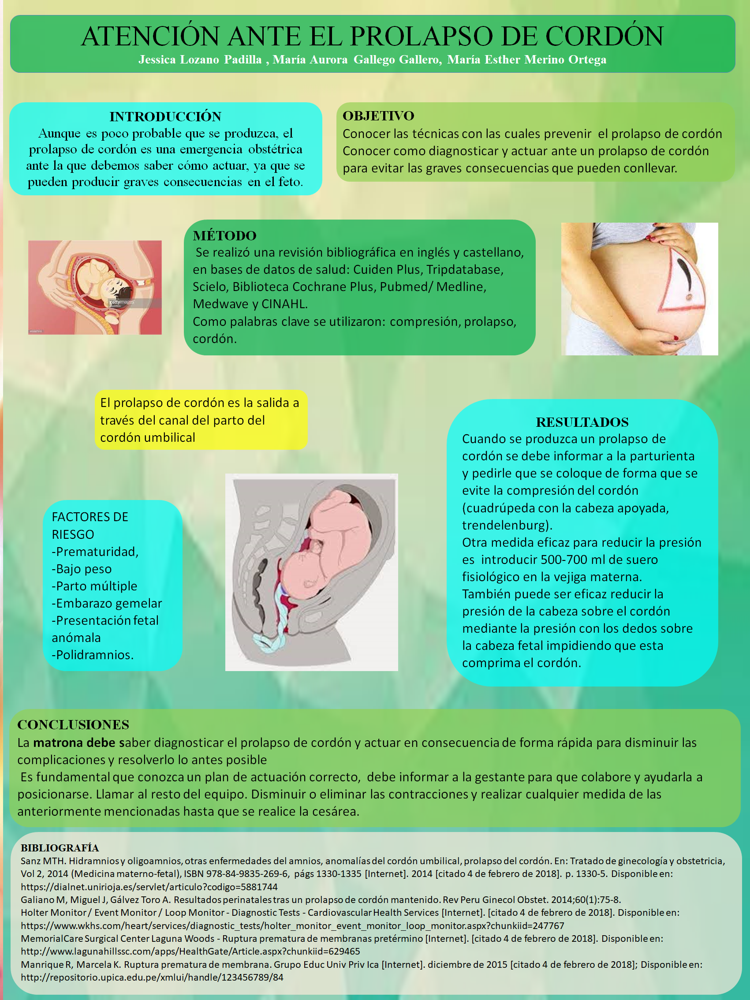 ATENCIÓN ANTE EL PROLAPSO DE CORDÓN
Jessica Lozano Padilla , María Aurora Gallego Gallero, María Esther Merino Ortega
INTRODUCCIÓN
Aunque es poco probable que se produzca, el
prolapso de cordón es una emergencia obstétrica
ante la que debemos saber cómo actuar, ya que se
pueden producir graves consecuencias en el feto.
OBJETIVO
Conocer las técnicas con las cuales prevenir el prolapso de cordón
Conocer como diagnosticar y actuar ante un prolapso de cordón
para evitar las graves consecuencias que pueden conllevar.
MÉTODO
Se realizó una revisión bibliográfica en inglés y castellano,
en bases de datos de salud: Cuiden Plus, Tripdatabase,
Scielo, Biblioteca Cochrane Plus, Pubmed/ Medline,
Medwave y CINAHL.
Como palabras clave se utilizaron: compresión, prolapso,
cordón.
gettyimages
El prolapso de cordón es la salida a
través del canal del parto del
cordón umbilical
FACTORES DE
RIESGO
-Prematuridad,
-Bajo peso
-Parto múltiple
-Embarazo gemelar
-Presentación fetal
anómala
-Polidramnios.
RESULTADOS
Cuando se produzca un prolapso de
cordón se debe informar a la parturienta
y pedirle que se coloque de forma que se
evite la compresión del cordón
(cuadrúpeda con la cabeza apoyada,
trendelenburg).
Otra medida eficaz para reducir la presión
es introducir 500-700 ml de suero
fisiológico en la vejiga materna.
También puede ser eficaz reducir la
presión de la cabeza sobre el cordón
mediante la presión con los dedos sobre
la cabeza fetal impidiendo que esta
comprima el cordón.
CONCLUSIONES
La matrona debe saber diagnosticar el prolapso de cordón y actuar en consecuencia de forma rápida para disminuir las
complicaciones y resolverlo lo antes posible
Es fundamental que conozca un plan de actuación correcto, debe informar a la gestante para que colabore y ayudarla a
posicionarse. Llamar al resto del equipo. Disminuir o eliminar las contracciones y realizar cualquier medida de las
anteriormente mencionadas hasta que se realice la cesárea.
BIBLIOGRAFÍA
Sanz MTH. Hidramnios y oligoamnios, otras enfermedades del amnios, anomalías del cordón umbilical, prolapso del cordón. En: Tratado de ginecología y obstetricia,
Vol 2, 2014 (Medicina materno-fetal), ISBN 978-84-9835-269-6, págs 1330-1335 [Internet]. 2014 [citado 4 de febrero de 2018]. p. 1330-5. Disponible en:
https://dialnet.unirioja.es/servlet/articulo?codigo=5881744
Galiano M, Miguel J, Gálvez Toro A. Resultados perinatales tras un prolapso de cordón mantenido. Rev Peru Ginecol Obstet. 2014;60(1):75-8.
Holter Monitor / Event Monitor / Loop Monitor - Diagnostic Tests - Cardiovascular Health Services [Internet]. [citado 4 de febrero de 2018]. Disponible en:
https://www.wkhs.com/heart/services/diagnostic_tests/holter_monitor_event_monitor_loop_monitor.aspx?chunkiid=247767
MemorialCare Surgical Center Laguna Woods - Ruptura prematura de membranas pretérmino [Internet]. [citado 4 de febrero de 2018]. Disponible en:
http://www.lagunahillssc.com/apps/HealthGate/Article.aspx?chunkiid=629465
Manrique R, Marcela K. Ruptura prematura de membrana. Grupo Educ Univ Priv Ica [Internet]. diciembre de 2015 [citado 4 de febrero de 2018]; Disponible en:
http://repositorio.upica.edu.pe/xmlui/handle/123456789/84